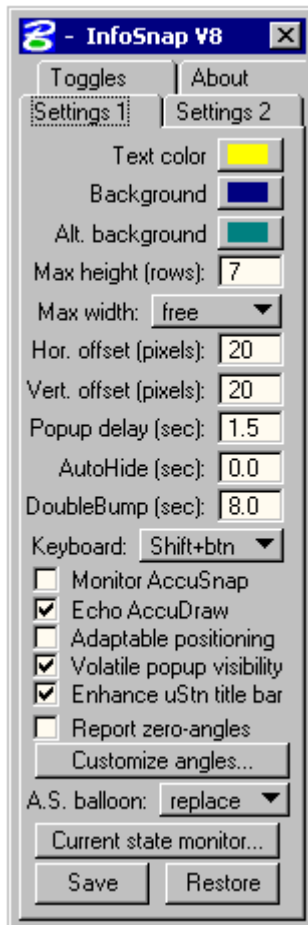 - InfoSnap V8
Toggles About
Settings 1 Settings 2
Text color
Background
Alt. background
Max height (rows): 7
Max width: free
Hor. offset (pixels): 20
Vert. offset (pixels): 20
Popup delay (sec): 1.5
AutoHide (sec): 0.0
DoubleBump (sec): 8.0
Keyboard: Shift+btn
Monitor AccuSnap
Echo AccuDraw
Adaptable positioning
Volatile popup visibility
Enhance uStn title bar
Report zero-angles
Customize angles...
A.S. balloon: replace
Current state monitor...
Save Restore